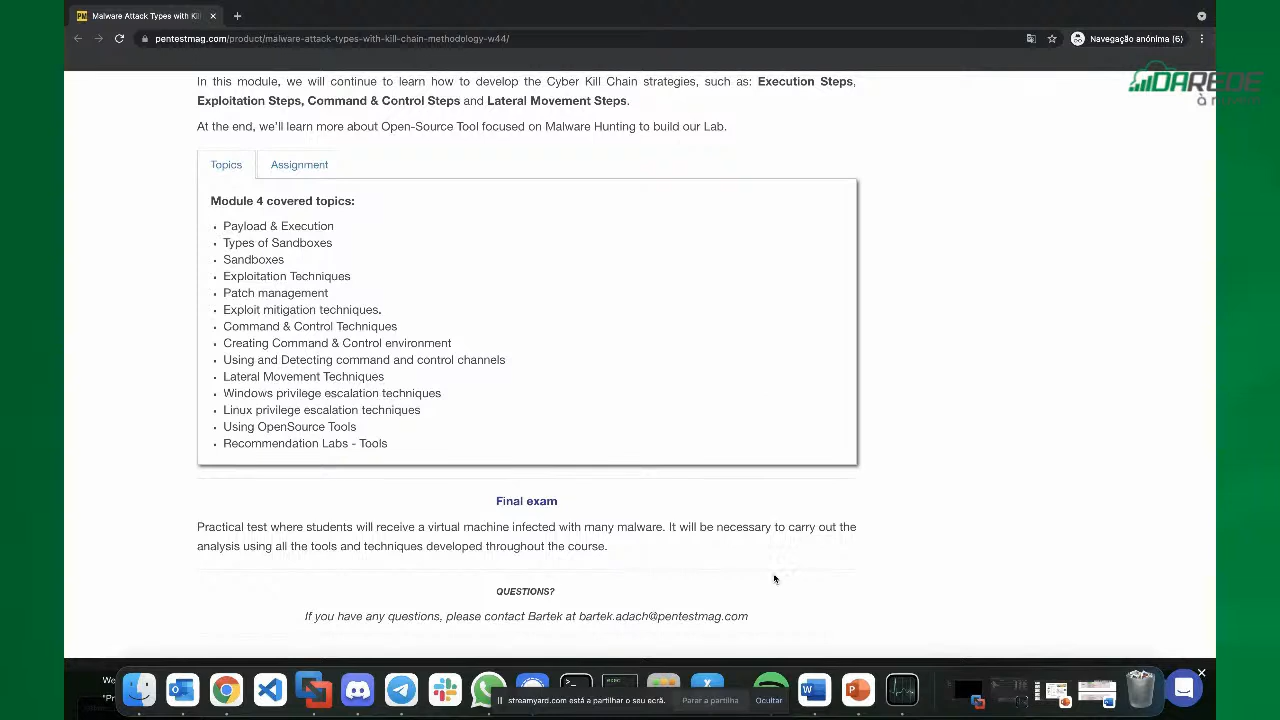 Malware Attack Types with Kil
pentestmag.com/product/malware-attack-types-with-kill-chain-methodology-w44/
Navegação anónima (6)
DAREDE
In this module, we will continue to learn how to develop the Cyber Kill Chain strategies, such as: Execution Steps,
Exploitation Steps, Command & Control Steps and Lateral Movement Steps.
At the end, we'll learn more about Open-Source Tool focused on Malware Hunting to build our Lab.
Topics
Assignment
Module 4 covered topics:
Payload & Execution
Types of Sandboxes
Sandboxes
Exploitation Techniques
Patch management
Exploit mitigation techniques.
Command & Control Techniques
Creating Command & Control environment
Using and Detecting command and control channels
Lateral Movement Techniques
Windows privilege escalation techniques
Linux privilege escalation techniques
Using OpenSource Tools
Recommendation Labs - Tools
Final exam
Practical test where students will receive a virtual machine infected with many malware. It will be necessary to carry out the
analysis using all the tools and techniques developed throughout the course.
QUESTIONS?
If you have any questions, please contact Bartek at bartek.adach@pentestmag.com
We
"Pr
streamyard.com está a partilhar o seu ecrã.
Parar a partilha
Ocultar